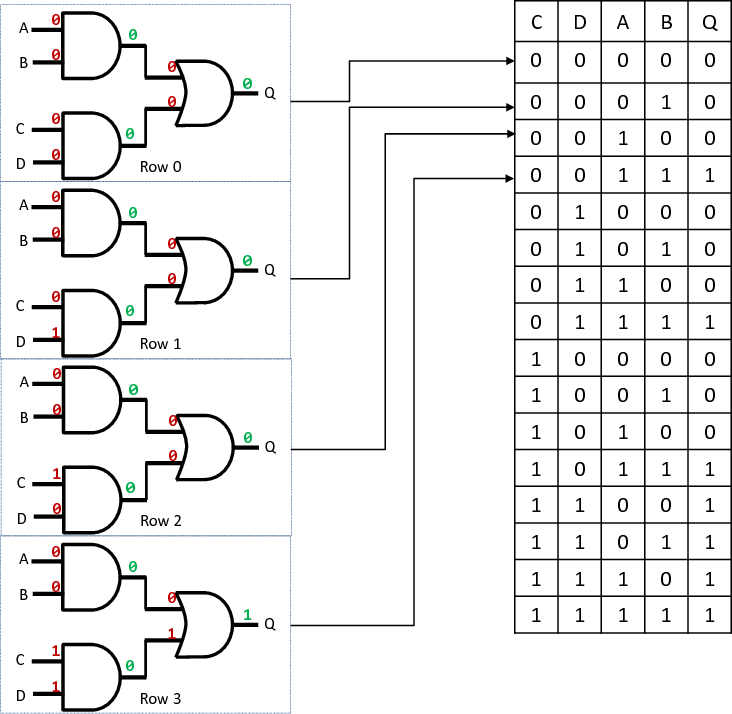 A 0
0
B 0
0
0 Q
C 0
0
0
D 0
Row 0
A 0
0
B 0
0
0 Q
C 0
0
0
D 1
Row 1
A 0
0
B 0
0
0 Q
C 1
0
0
D 0
Row 2
A 0
0
B 0
0
1 Q
C 1
1
0
D 1
Row 3
C D A B Q
0 0 0 0 0
0 0 0 1 0
0 0 1 0 0
0 0 1 1 1
0 1 0 0 0
0 1 0 1 0
0 1 1 0 0
0 1 1 1 1
1 0 0 0 0
1 0 0 1 0
1 0 1 0 0
1 0 1 1 1
1 1 0 0 1
1 1 0 1 1
1 1 1 0 1
1 1 1 1 1